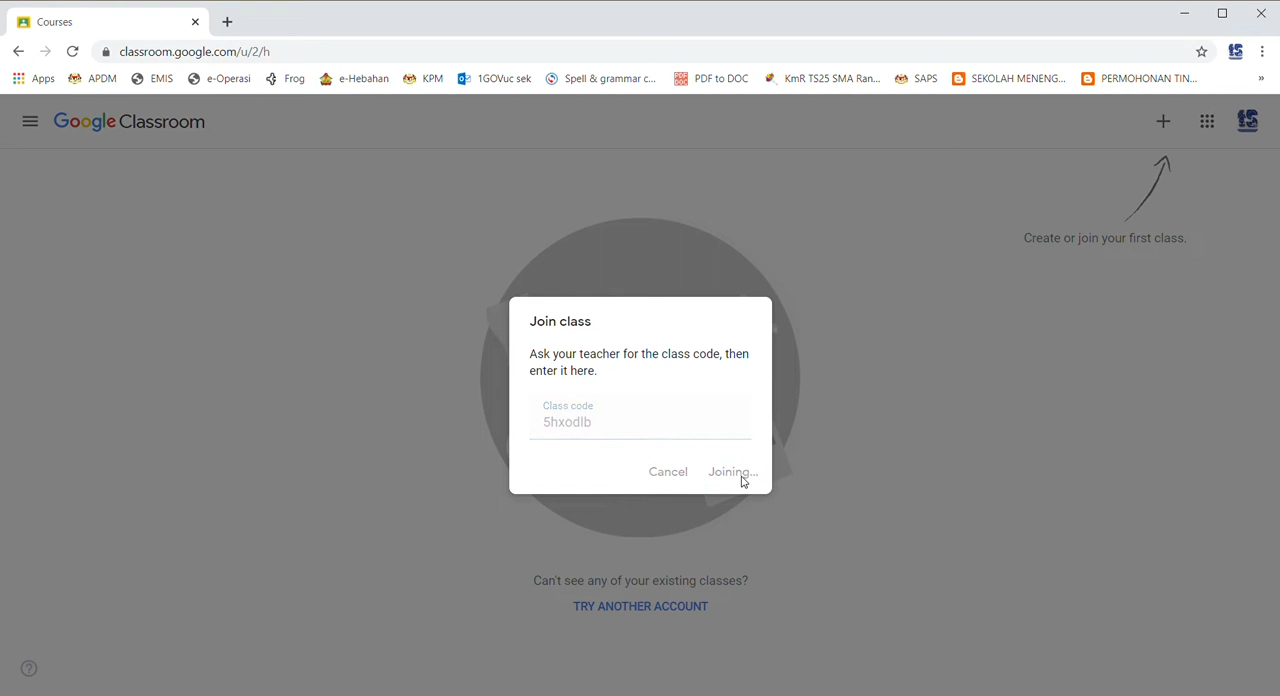 Courses
classroom.google.com/u/2/h
Apps APDM EMIS e-Operasi Frog e-Hebahan KPM 1GOVuc sek Spell & grammar c... PDF to DOC KmR TS25 SMA Ran... SAPS SEKOLAH MENENG... PERMOHONAN TIN... »
Google Classroom
Create or join your first class.
Join class
Ask your teacher for the class code, then
enter it here.
Class code
5hxodlb
Cancel Joining...
Can't see any of your existing classes?
TRY ANOTHER ACCOUNT